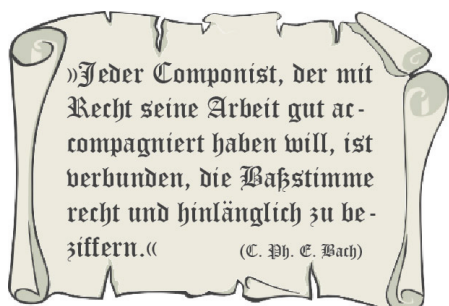 »Jeder Componist, der mit
Recht seine Arbeit gut ac-
compagniert haben will, ist
verbunden, die Baßstimme
recht und hinlänglich zu be-
ziffern.« (C. Ph. E. Bach)